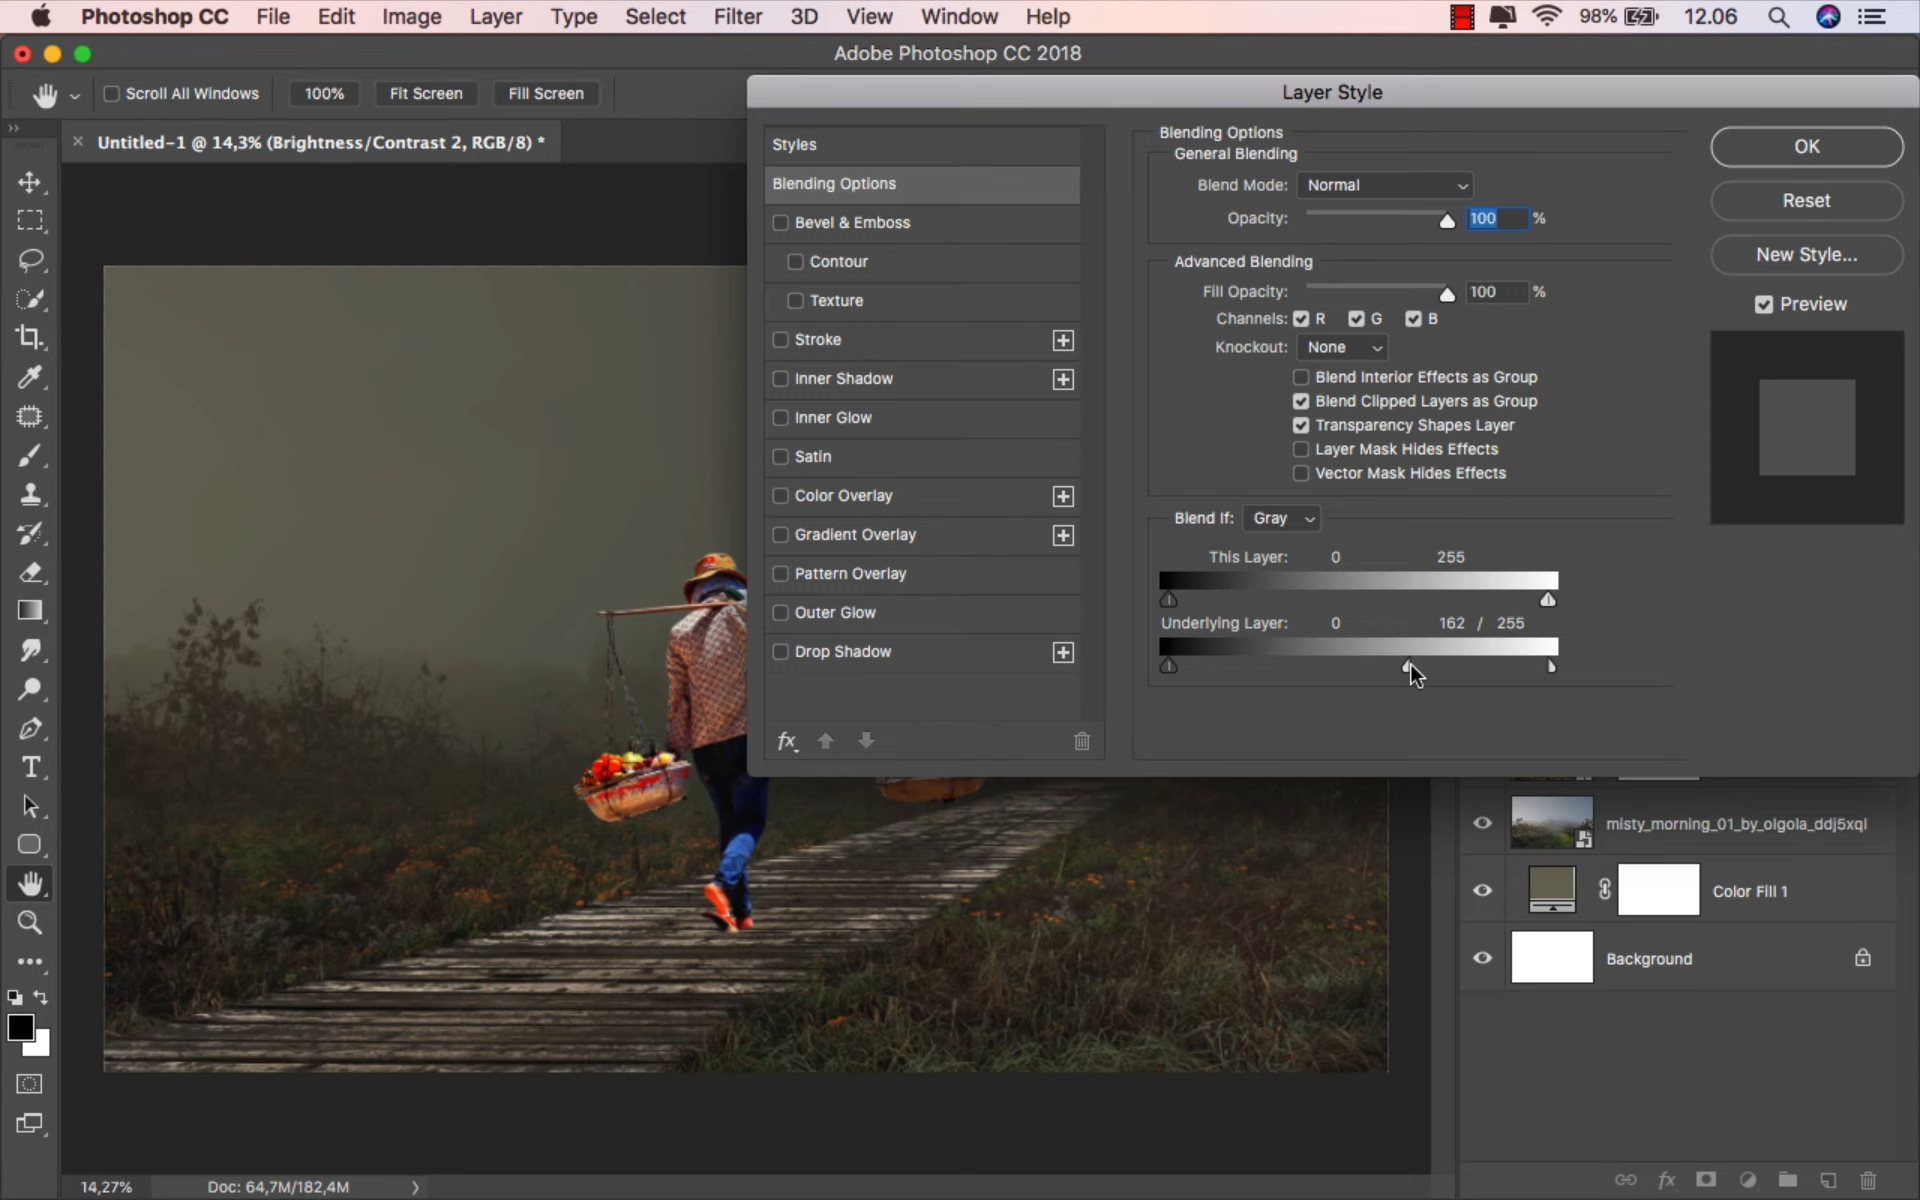 Photoshop CC File Edit Image Layer Type Select Filter 3D View Window Help 98% 12.06
Adobe Photoshop CC 2018
Scroll All Windows 100% Fit Screen Fill Screen
Untitled-1 @ 14,3% (Brightness/Contrast 2, RGB/8) *
Layer Style
Styles
Blending Options
Bevel & Emboss
Contour
Texture
Stroke
Inner Shadow
Inner Glow
Satin
Color Overlay
Gradient Overlay
Pattern Overlay
Outer Glow
Drop Shadow
fx
Blending Options
General Blending
Blend Mode: Normal
Opacity: 100 %
Advanced Blending
Fill Opacity: 100 %
Channels: R G B
Knockout: None
Blend Interior Effects as Group
Blend Clipped Layers as Group
Transparency Shapes Layer
Layer Mask Hides Effects
Vector Mask Hides Effects
Blend If: Gray
This Layer: 0 255
Underlying Layer: 0 162 / 255
OK
Reset
New Style...
Preview
misty_morning_01_by_olgola_ddj5xql
Color Fill 1
Background
fx
14,27% Doc: 64,7M/182,4M